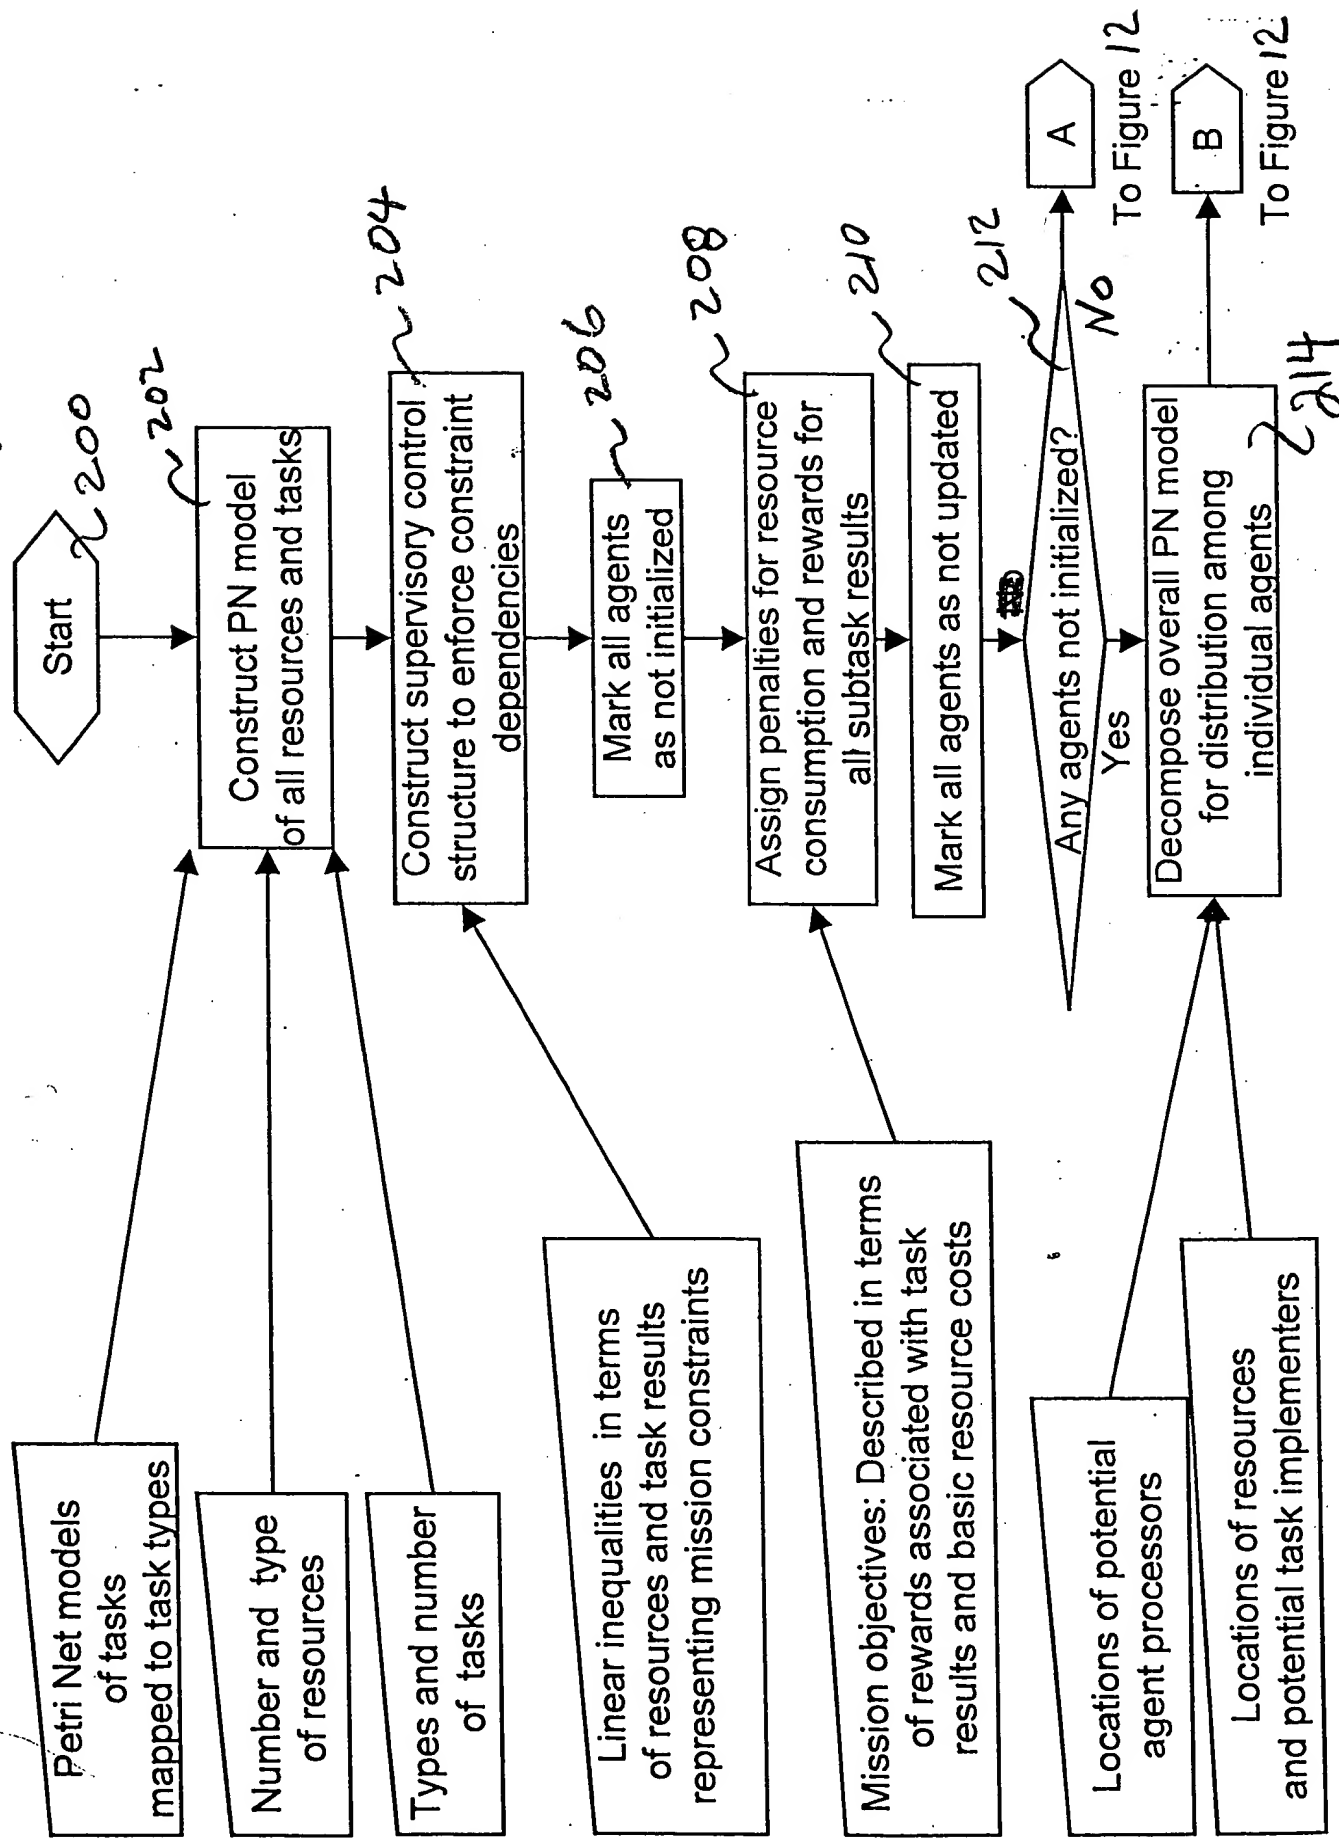 Start
200
202
Construct PN model
of all resources and tasks
Petri Net models
of tasks
mapped to task types
Number and type
of resources
Types and number
of tasks
204
Construct supervisory control
structure to enforce constraint
dependencies
Linear inequalities in terms
of resources and task results
representing mission constraints
206
Mark all agents
as not initialized
208
Assign penalties for resource
consumption and rewards for
all subtask results
Mission objectives: Described in terms
of rewards associated with task
results and basic resource costs
210
Mark all agents as not updated
212
Any agents not initialized?
No
A
To Figure 12
Yes
Decompose overall PN model
for distribution among
individual agents
214
B
To Figure 12
Locations of potential
agent processors
Locations of resources
and potential task implementers